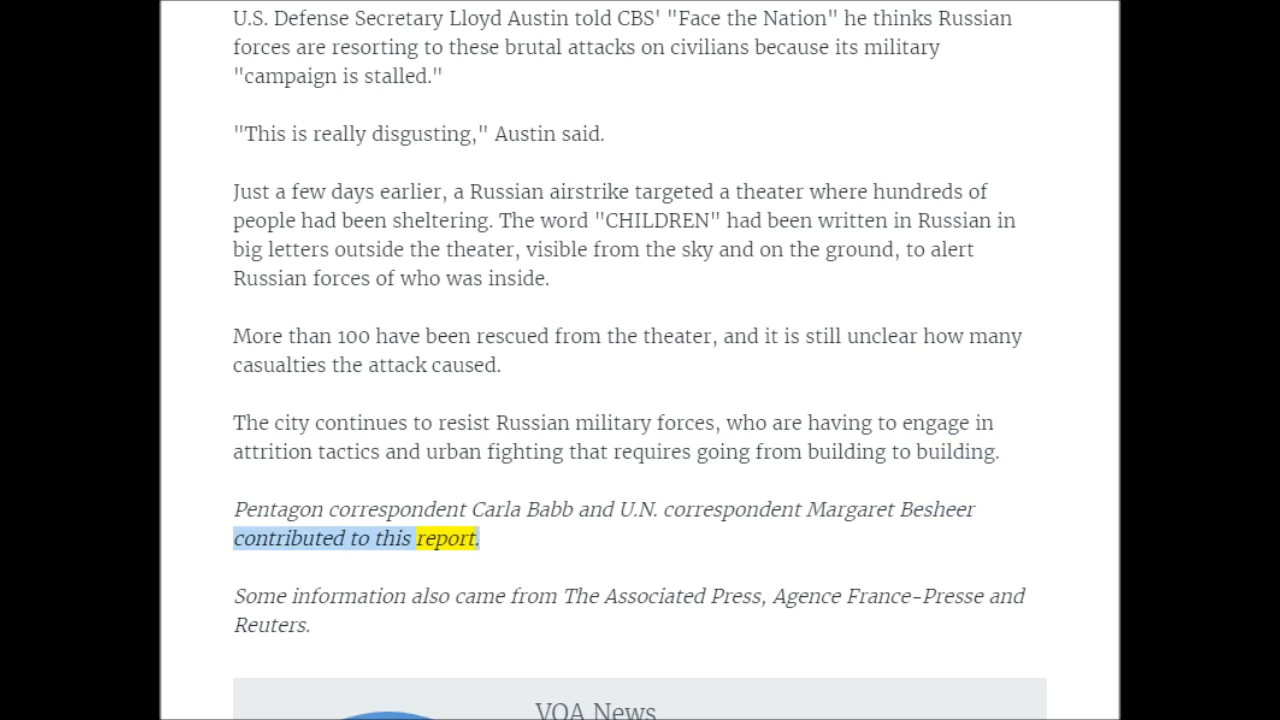 U.S. Defense Secretary Lloyd Austin told CBS' "Face the Nation" he thinks Russian
forces are resorting to these brutal attacks on civilians because its military
"campaign is stalled."
"This is really disgusting," Austin said.
Just a few days earlier, a Russian airstrike targeted a theater where hundreds of
people had been sheltering. The word "CHILDREN" had been written in Russian in
big letters outside the theater, visible from the sky and on the ground, to alert
Russian forces of who was inside.
More than 100 have been rescued from the theater, and it is still unclear how many
casualties the attack caused.
The city continues to resist Russian military forces, who are having to engage in
attrition tactics and urban fighting that requires going from building to building.
Pentagon correspondent Carla Babb and U.N. correspondent Margaret Besheer
contributed to this report.
Some information also came from The Associated Press, Agence France-Presse and
Reuters.
VOA News